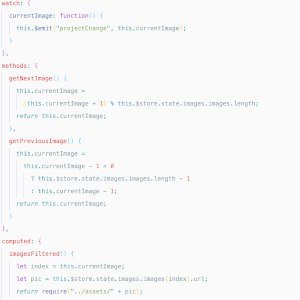 watch: {
currentImage: function() {
this.$emit("projectChange", this.currentImage);
}
},
methods: {
getNextImage() {
this.currentImage =
(this.currentImage + 1) % this.$store.state.images.images.length;
return this.currentImage;
},
getPreviousImage() {
this.currentImage =
this.currentImage - 1 < 0
? this.$store.state.images.images.length - 1
: this.currentImage - 1;
return this.currentImage;
}
},
computed: {
imagesFiltered() {
let index = this.currentImage;
let pic = this.$store.state.images.images[index].url;
return require("../assets/" + pic);